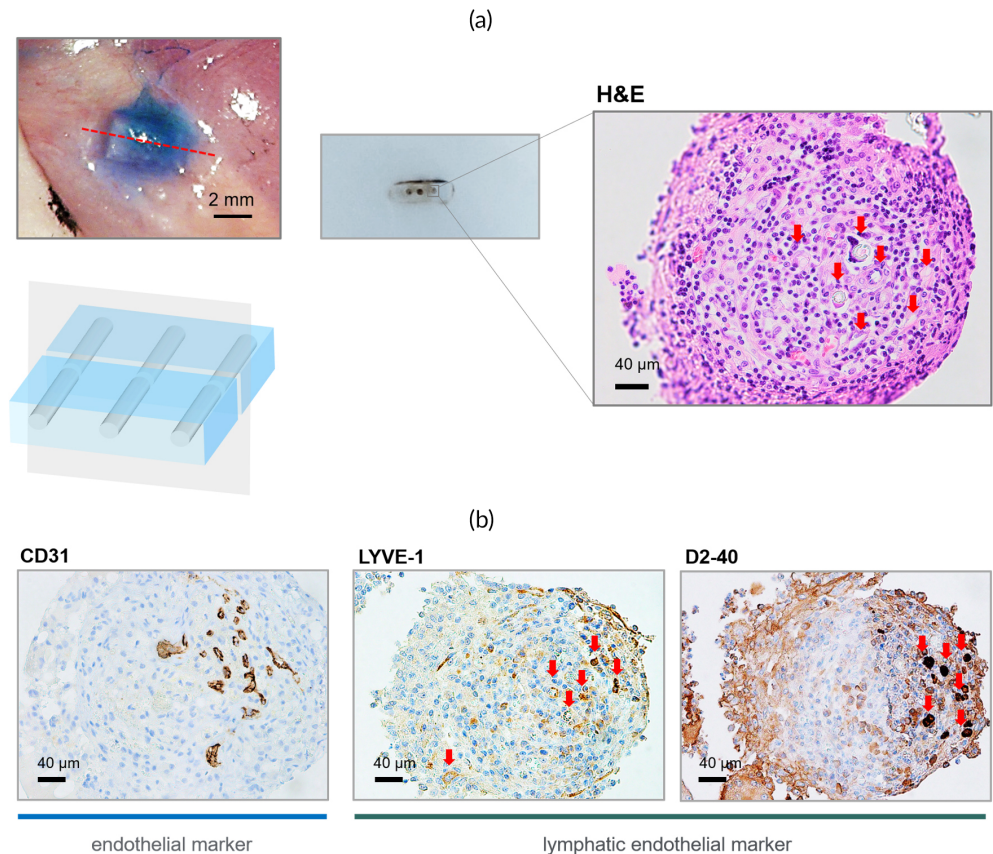 (a)
H&E
2 mm
40 µm
(b)
CD31
LYVE-1
D2-40
40 µm
40 µm
40 µm
endothelial marker
lymphatic endothelial marker